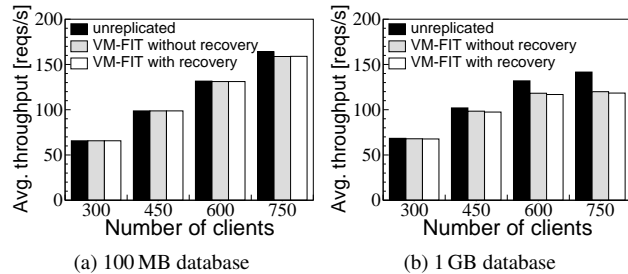 Avg. throughput [reqs/s]
200
150
100
50
0
unreplicated
VM-FIT without recovery
VM-FIT with recovery
300 450 600 750
Number of clients
(a) 100 MB database
Avg. throughput [reqs/s]
200
150
100
50
0
unreplicated
VM-FIT without recovery
VM-FIT with recovery
300 450 600 750
Number of clients
(b) 1 GB database